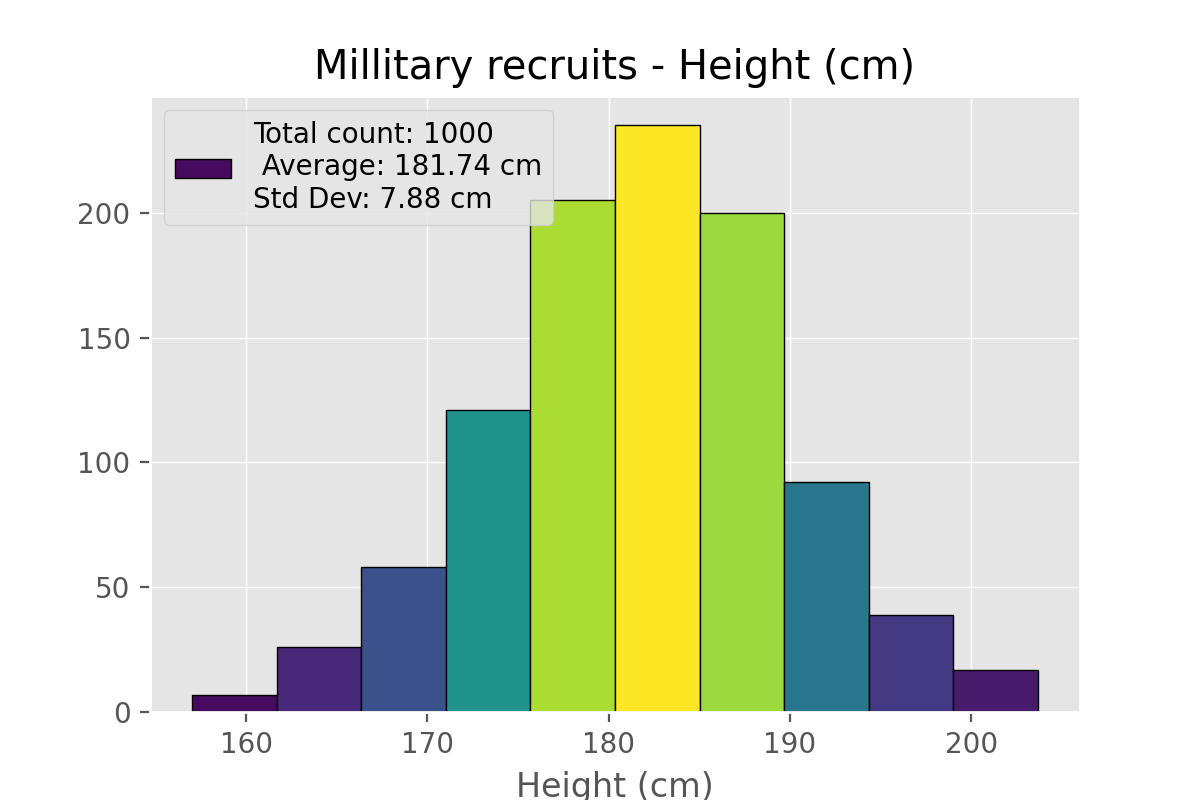 Millitary recruits - Height (cm)
Total count: 1000
Average: 181.74 cm
Std Dev: 7.88 cm
200
150
100
50
0
160 170 180 190 200
Height (cm)